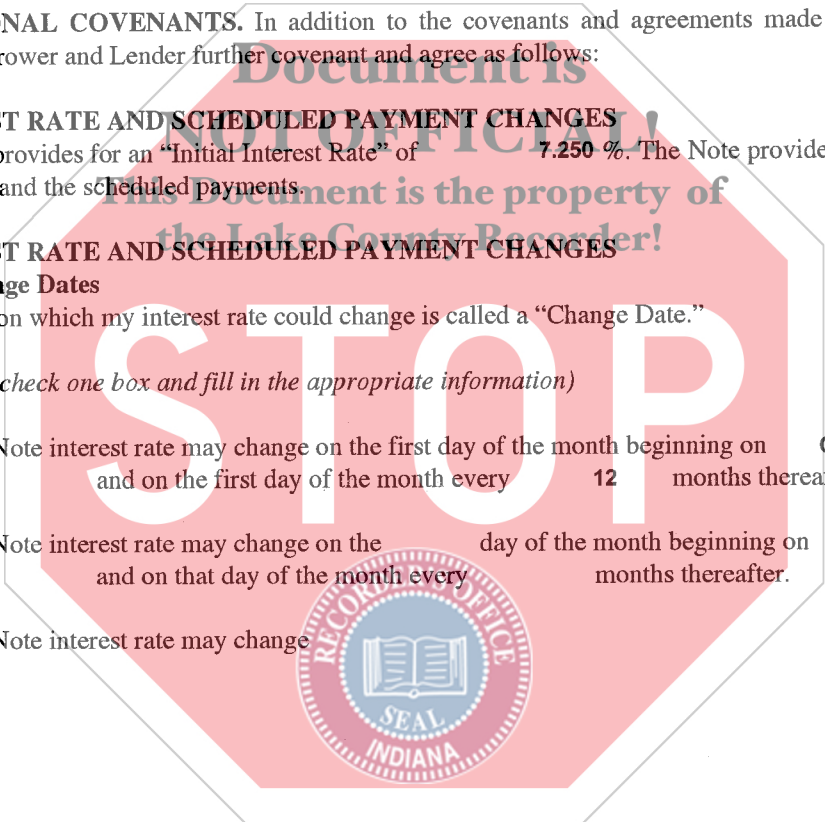 NAL COVENANTS. In addition to the covenants and agreements made
rower and Lender further covenant and agree as follows:
Document is
T RATE AND SCHEDULED PAYMENT CHANGES
NOT OFFICIAL!
provides for an “Initial Interest Rate” of 7.250 %. The Note provide
and the scheduled payments.
This Document is the property of
the Lake County Recorder!
T RATE AND SCHEDULED PAYMENT CHANGES
ge Dates
on which my interest rate could change is called a “Change Date.”
STOP
check one box and fill in the appropriate information)
Note interest rate may change on the first day of the month beginning on
and on the first day of the month every 12 months therea
Note interest rate may change on the day of the month beginning on
and on that day of the month every months thereafter.
Note interest rate may change
RECORDER'S OFFICE
SEAL
INDIANA